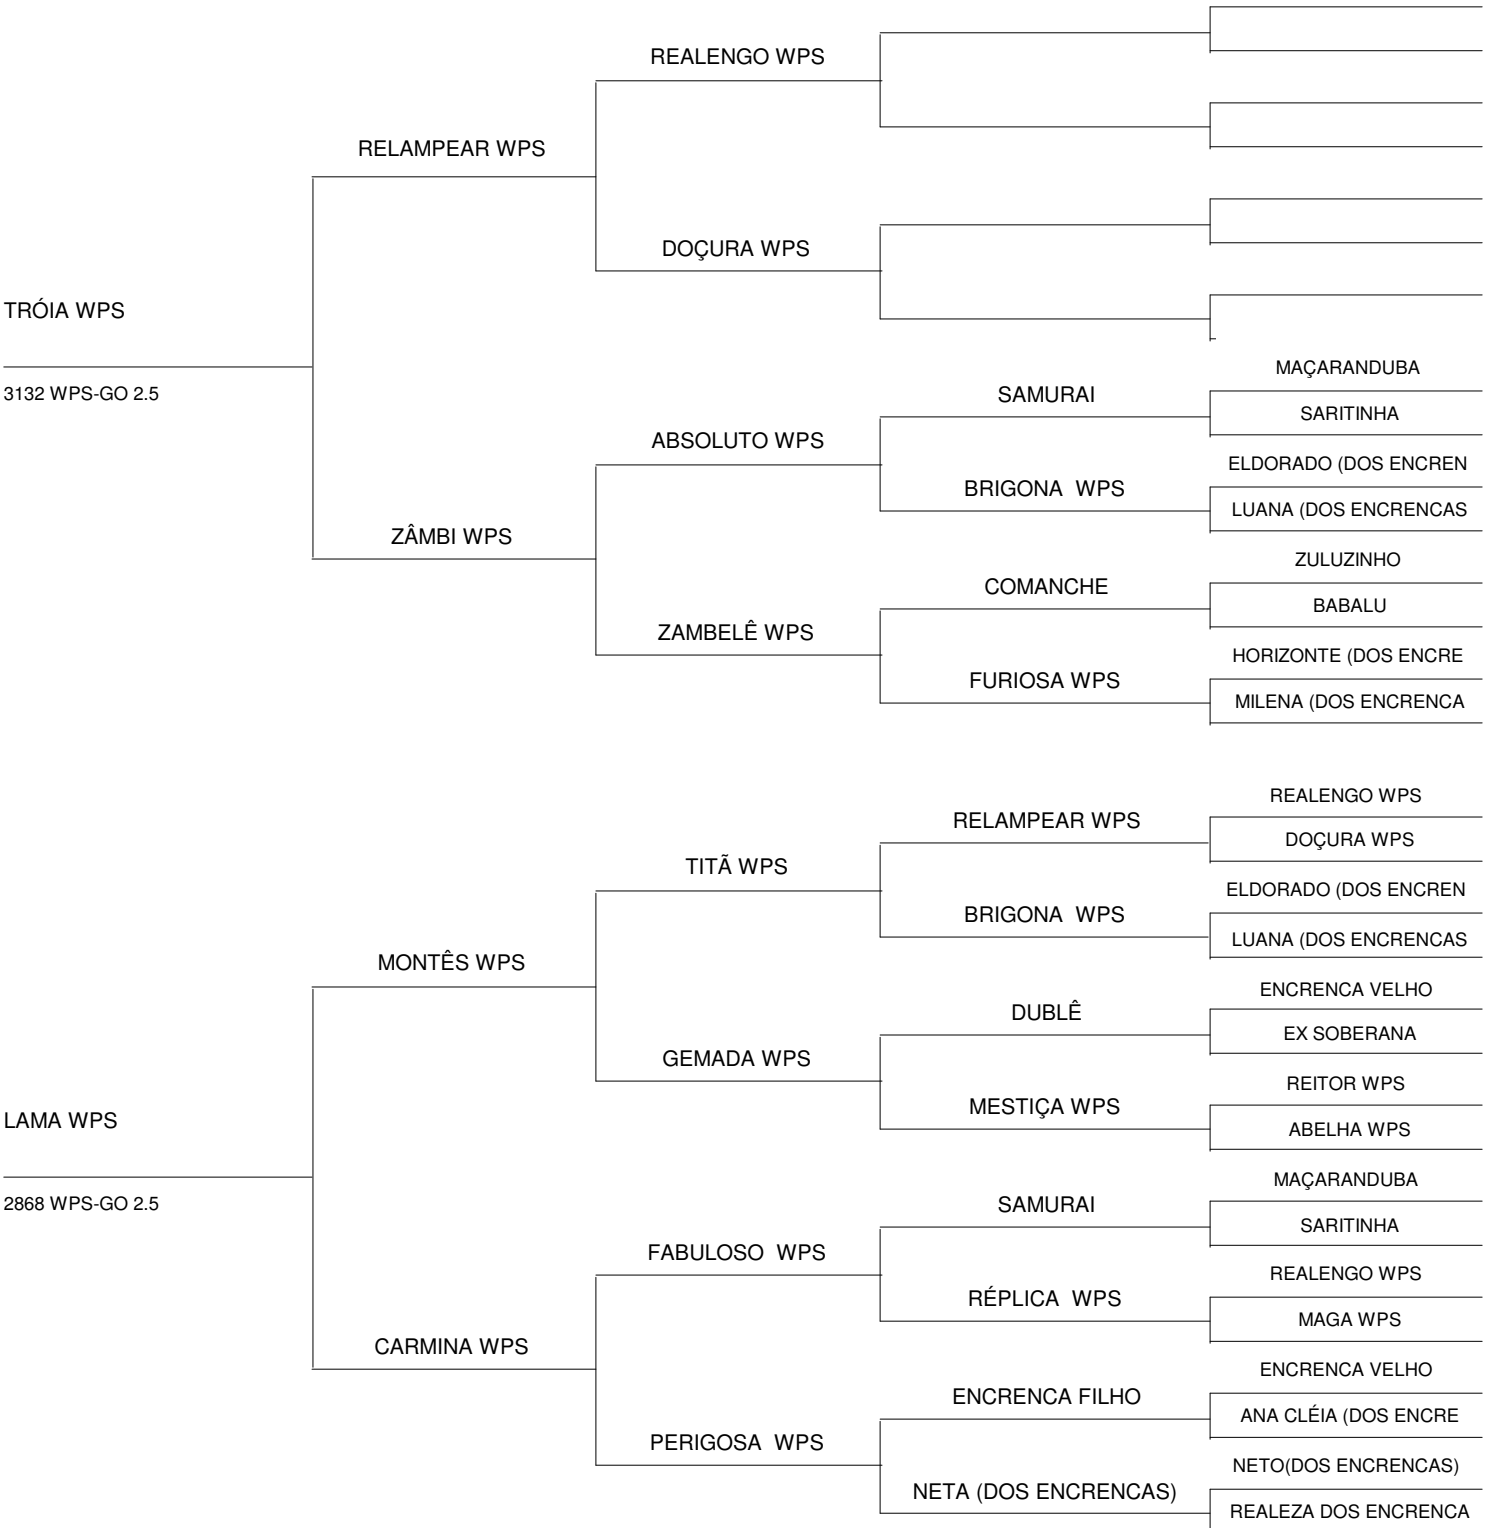 REALENGO WPS
RELAMPEAR WPS
DOÇURA WPS
TRÓIA WPS
3132 WPS-GO 2.5
MAÇARANDUBA
SAMURAI
SARITINHA
ABSOLUTO WPS
ELDORADO (DOS ENCREN
BRIGONA  WPS
LUANA (DOS ENCRENCAS
ZÂMBI WPS
ZULUZINHO
COMANCHE
BABALU
ZAMBELÊ WPS
HORIZONTE (DOS ENCRE
FURIOSA WPS
MILENA (DOS ENCRENCA
REALENGO WPS
RELAMPEAR WPS
DOÇURA WPS
TITÃ WPS
ELDORADO (DOS ENCREN
BRIGONA  WPS
LUANA (DOS ENCRENCAS
MONTÊS WPS
ENCRENCA VELHO
DUBLÊ
EX SOBERANA
GEMADA WPS
REITOR WPS
MESTIÇA WPS
ABELHA WPS
LAMA WPS
2868 WPS-GO 2.5
MAÇARANDUBA
SAMURAI
SARITINHA
FABULOSO  WPS
REALENGO WPS
RÉPLICA  WPS
MAGA WPS
CARMINA WPS
ENCRENCA VELHO
ENCRENCA FILHO
ANA CLÉIA (DOS ENCRE
PERIGOSA  WPS
NETO(DOS ENCRENCAS)
NETA (DOS ENCRENCAS)
REALEZA DOS ENCRENCA